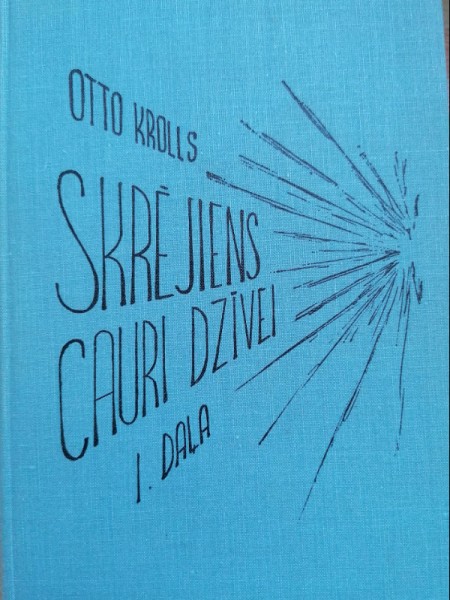 OTTO KROLLS
SKRĒJIENS
CAURI DZĪVEI
I. DAĻA